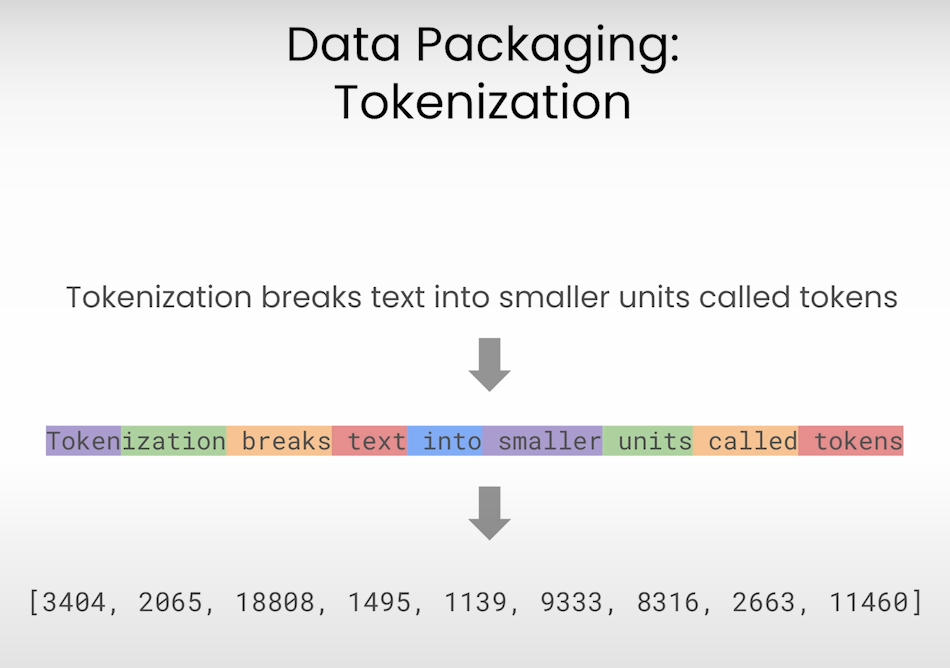 Data Packaging:
Tokenization
Tokenization breaks text into smaller units called tokens
Tokenization breaks text into smaller units called tokens
[3404, 2065, 18808, 1495, 1139, 9333, 8316, 2663, 11460]